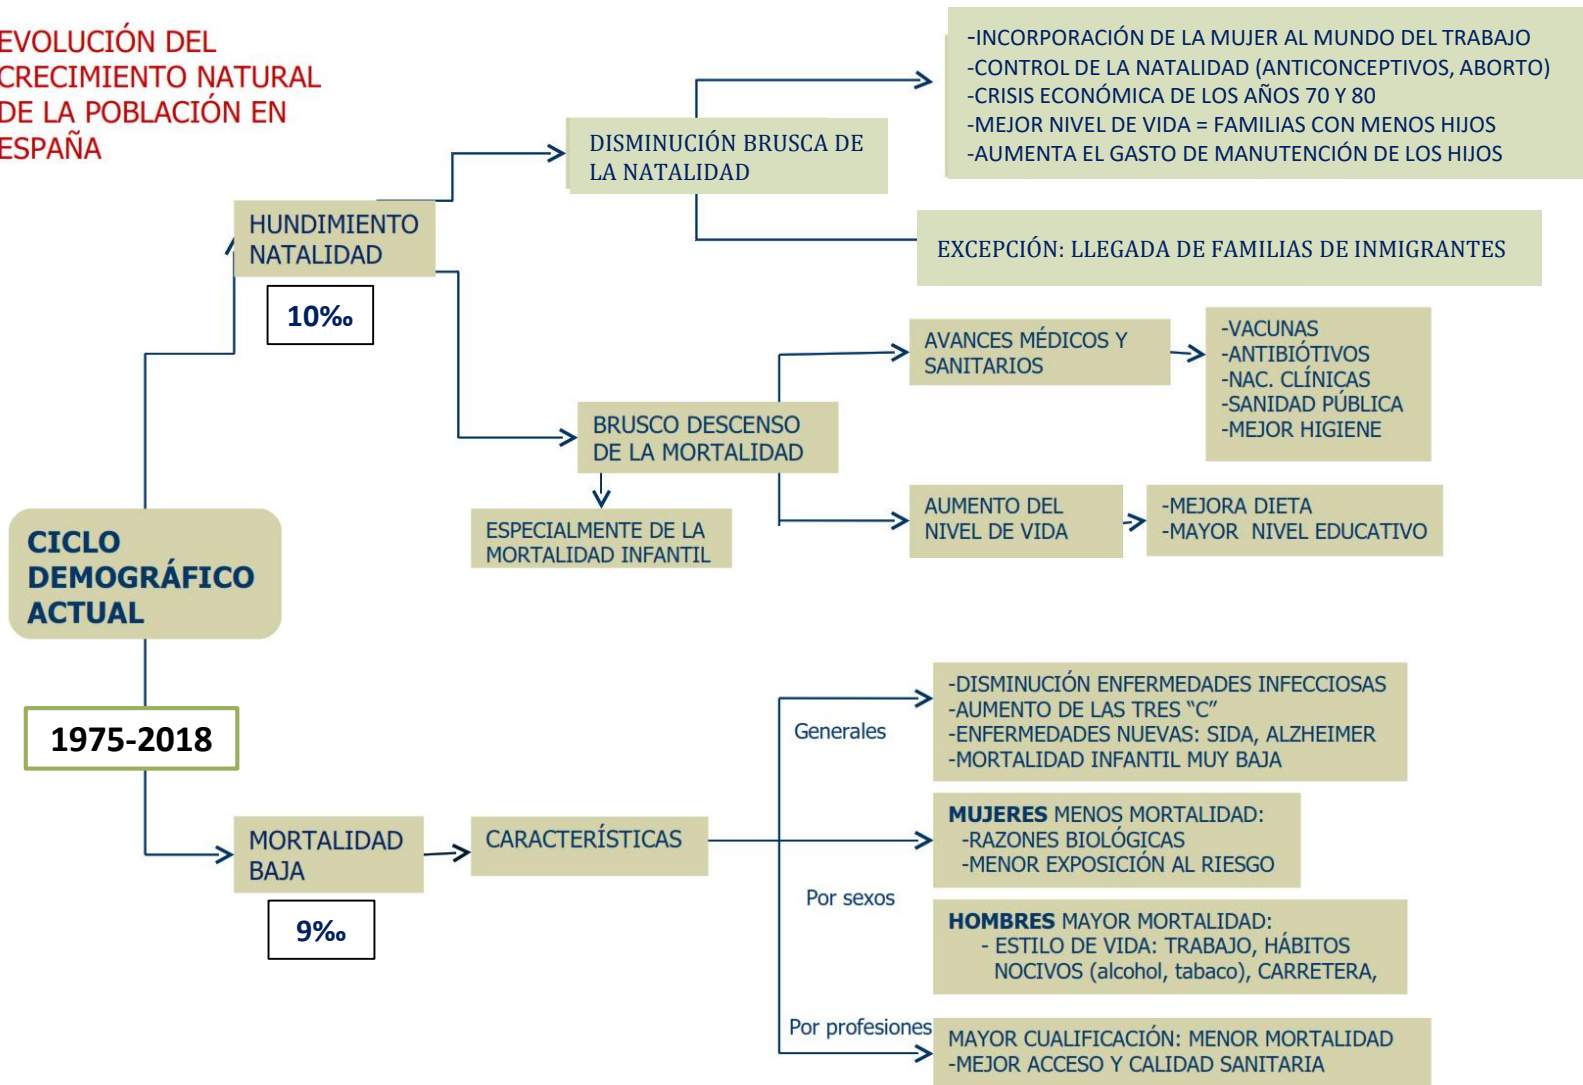 EVOLUCIÓN DEL
CRECIMIENTO NATURAL
DE LA POBLACIÓN EN
ESPAÑA
-INCORPORACIÓN DE LA MUJER AL MUNDO DEL TRABAJO
-CONTROL DE LA NATALIDAD (ANTICONCEPTIVOS, ABORTO)
-CRISIS ECONÓMICA DE LOS AÑOS 70 Y 80
-MEJOR NIVEL DE VIDA = FAMILIAS CON MENOS HIJOS
-AUMENTA EL GASTO DE MANUTENCIÓN DE LOS HIJOS
DISMINUCIÓN BRUSCA DE
LA NATALIDAD
HUNDIMIENTO
NATALIDAD
10‰
EXCEPCIÓN: LLEGADA DE FAMILIAS DE INMIGRANTES
AVANCES MÉDICOS Y
SANITARIOS
-VACUNAS
-ANTIBIÓTIVOS
-NAC. CLÍNICAS
-SANIDAD PÚBLICA
-MEJOR HIGIENE
BRUSCO DESCENSO
DE LA MORTALIDAD
ESPECIALMENTE DE LA
MORTALIDAD INFANTIL
AUMENTO DEL
NIVEL DE VIDA
-MEJORA DIETA
-MAYOR NIVEL EDUCATIVO
CICLO
DEMOGRÁFICO
ACTUAL
1975-2018
MORTALIDAD
BAJA
9‰
CARACTERÍSTICAS
Generales
-DISMINUCIÓN ENFERMEDADES INFECCIOSAS
-AUMENTO DE LAS TRES “C”
-ENFERMEDADES NUEVAS: SIDA, ALZHEIMER
-MORTALIDAD INFANTIL MUY BAJA
Por sexos
MUJERES MENOS MORTALIDAD:
-RAZONES BIOLÓGICAS
-MENOR EXPOSICIÓN AL RIESGO
HOMBRES MAYOR MORTALIDAD:
- ESTILO DE VIDA: TRABAJO, HÁBITOS
NOCIVOS (alcohol, tabaco), CARRETERA,
Por profesiones
MAYOR CUALIFICACIÓN: MENOR MORTALIDAD
-MEJOR ACCESO Y CALIDAD SANITARIA